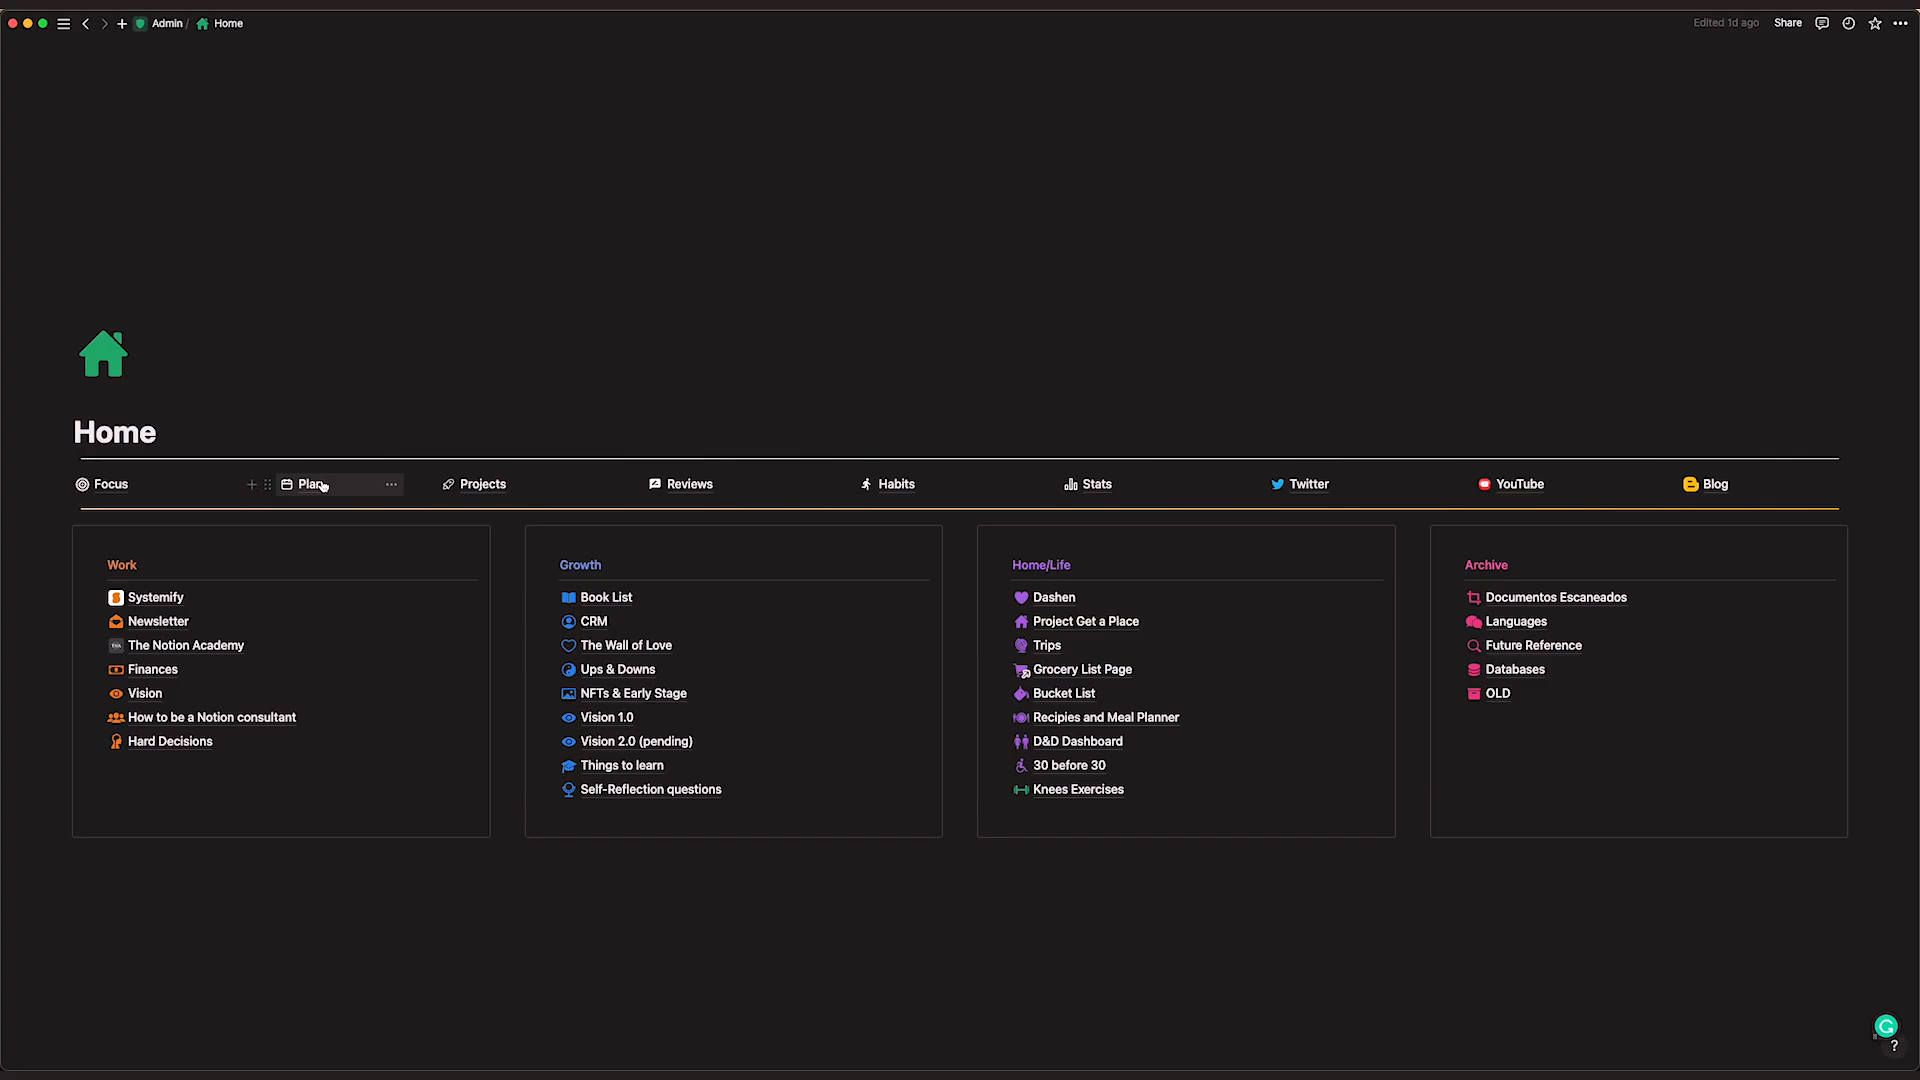 Admin / Home
Edited 1d ago Share
Home
Focus Plan Projects Reviews Habits Stats Twitter YouTube Blog
Work
Systemify
Newsletter
The Notion Academy
Finances
Vision
How to be a Notion consultant
Hard Decisions
Growth
Book List
CRM
The Wall of Love
Ups & Downs
NFTs & Early Stage
Vision 1.0
Vision 2.0 (pending)
Things to learn
Self-Reflection questions
Home/Life
Dashen
Project Get a Place
Trips
Grocery List Page
Bucket List
Recipies and Meal Planner
D&D Dashboard
30 before 30
Knees Exercises
Archive
Documentos Escaneados
Languages
Future Reference
Databases
OLD
?